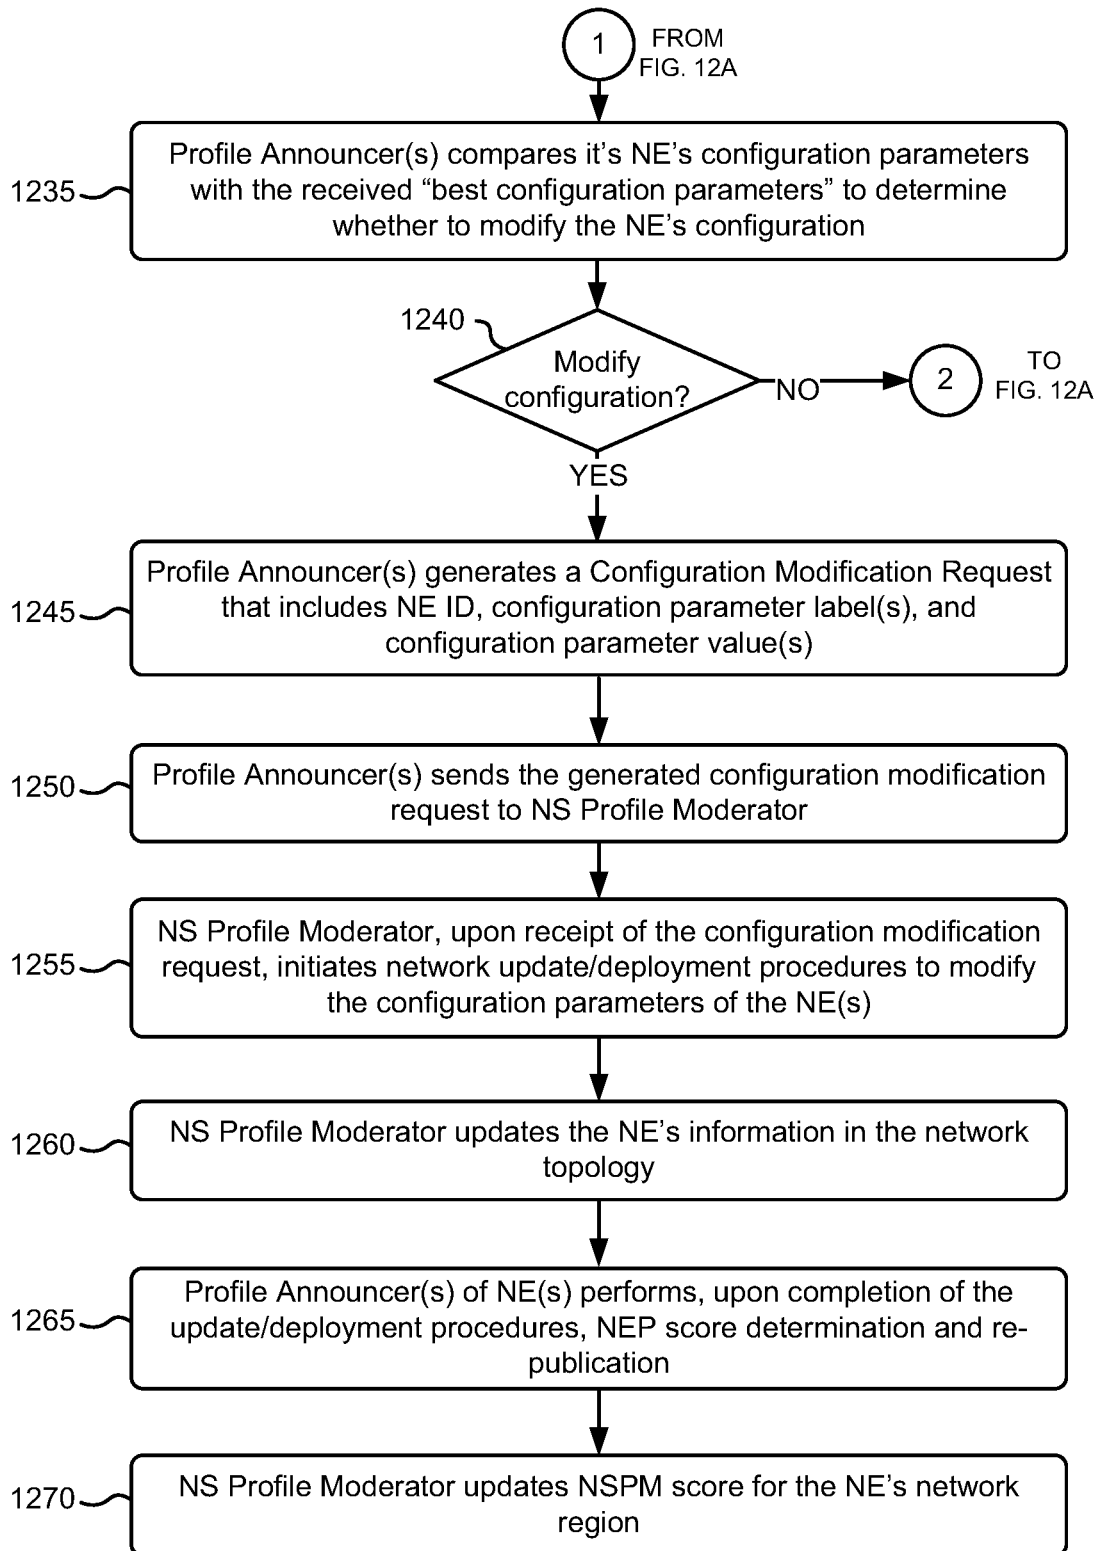 1
FROM
FIG. 12A
1235
Profile Announcer(s) compares it’s NE’s configuration parameters
with the received “best configuration parameters” to determine
whether to modify the NE’s configuration
1240
Modify
configuration?
NO
2
TO
FIG. 12A
YES
1245
Profile Announcer(s) generates a Configuration Modification Request
that includes NE ID, configuration parameter label(s), and
configuration parameter value(s)
1250
Profile Announcer(s) sends the generated configuration modification
request to NS Profile Moderator
1255
NS Profile Moderator, upon receipt of the configuration modification
request, initiates network update/deployment procedures to modify
the configuration parameters of the NE(s)
1260
NS Profile Moderator updates the NE’s information in the network
topology
1265
Profile Announcer(s) of NE(s) performs, upon completion of the
update/deployment procedures, NEP score determination and re-
publication
1270
NS Profile Moderator updates NSPM score for the NE’s network
region